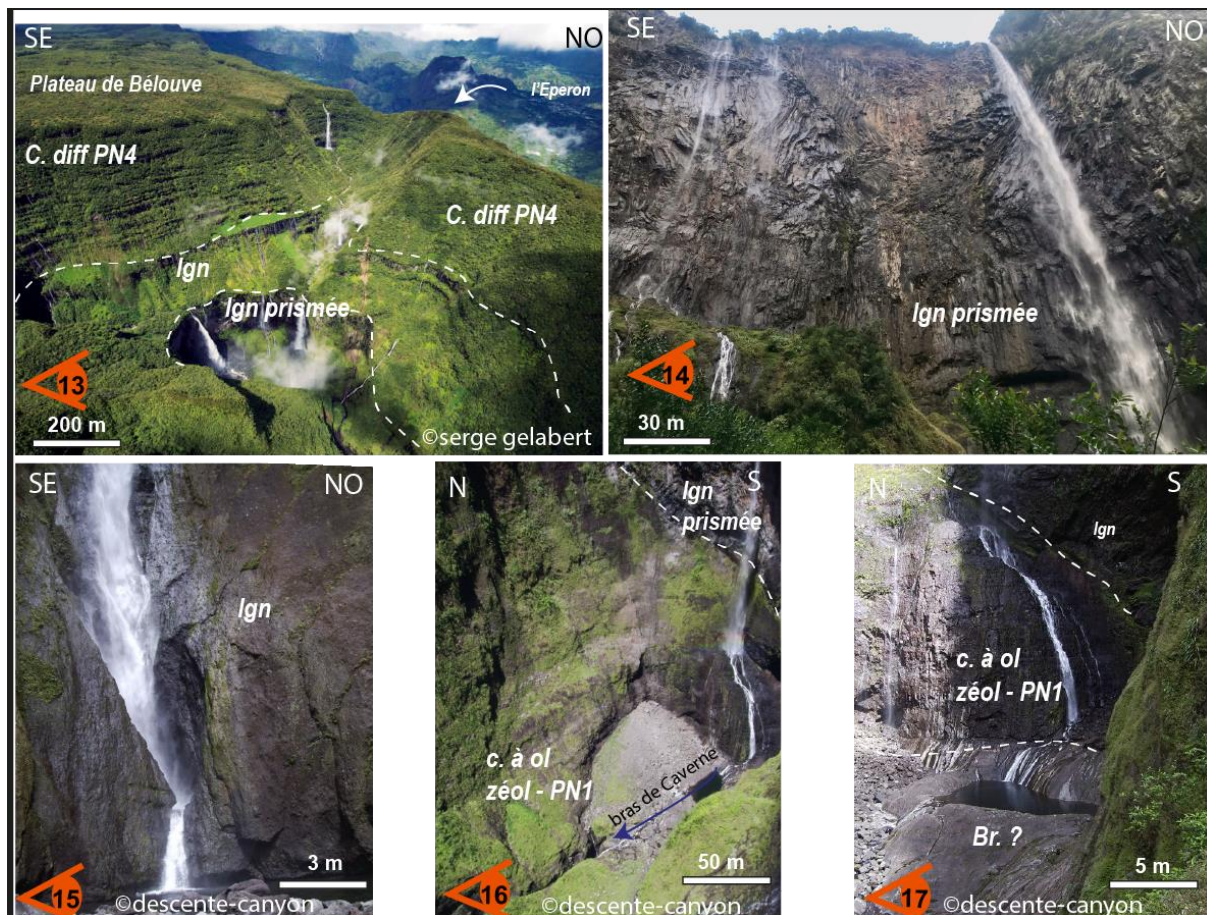 SE
NO
Plateau de Bélouve
l'Eperon
C. diff PN4
C. diff PN4
Ign
Ign prismée
13
200 m
©serge gelabert
SE
NO
Ign prismée
14
30 m
SE
NO
Ign
15
3 m
©descente-canyon
N
S
Ign
prismée
c. à ol
zéol - PN1
bras de Caverne
16
50 m
©descente-canyon
N
S
Ign
c. à ol
zéol - PN1
Br. ?
17
5 m
©descente-canyon